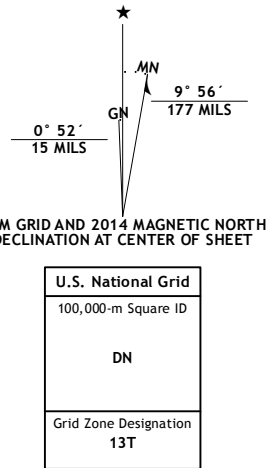 ★
MN
GN
9° 56´
177 MILS
0° 52´
15 MILS
M GRID AND 2014 MAGNETIC NORTH
DECLINATION AT CENTER OF SHEET
U.S. National Grid
100,000-m Square ID
DN
Grid Zone Designation
13T